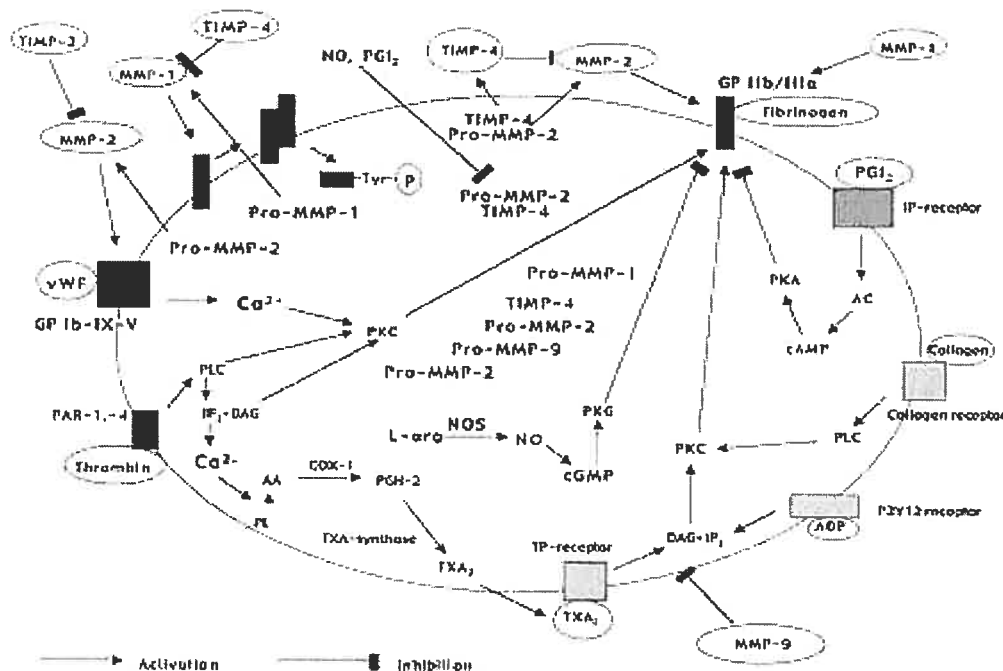 TIMP-4
TIMP-2
MMP-1
NO, PGI2
TIMP-4
MMP-2
MMP-1
GP IIb/IIIa
Fibrinogen
MMP-2
TIMP-4
Pro-MMP-2
Tyr P
Pro-MMP-2
TIMP-4
PGI2
IP-receptor
Pro-MMP-1
Pro-MMP-2
vWF
GP Ib-IX-V
Ca2+
PKC
Pro-MMP-1
TIMP-4
Pro-MMP-2
Pro-MMP-9
Pro-MMP-2
PKA
AC
cAMP
Collagen
Collagen receptor
PLC
PAR-1,-4
IP3+DAG
Thrombin
Ca2+
AA
COX-1
PGH-2
PL
L-arg
NOS
NO
cGMP
PKG
PKC
PLC
P2Y12 receptor
ADP
TXA-synthase
TXA2
TP-receptor
DAG+IP3
TXA2
MMP-9
Activation
Inhibition